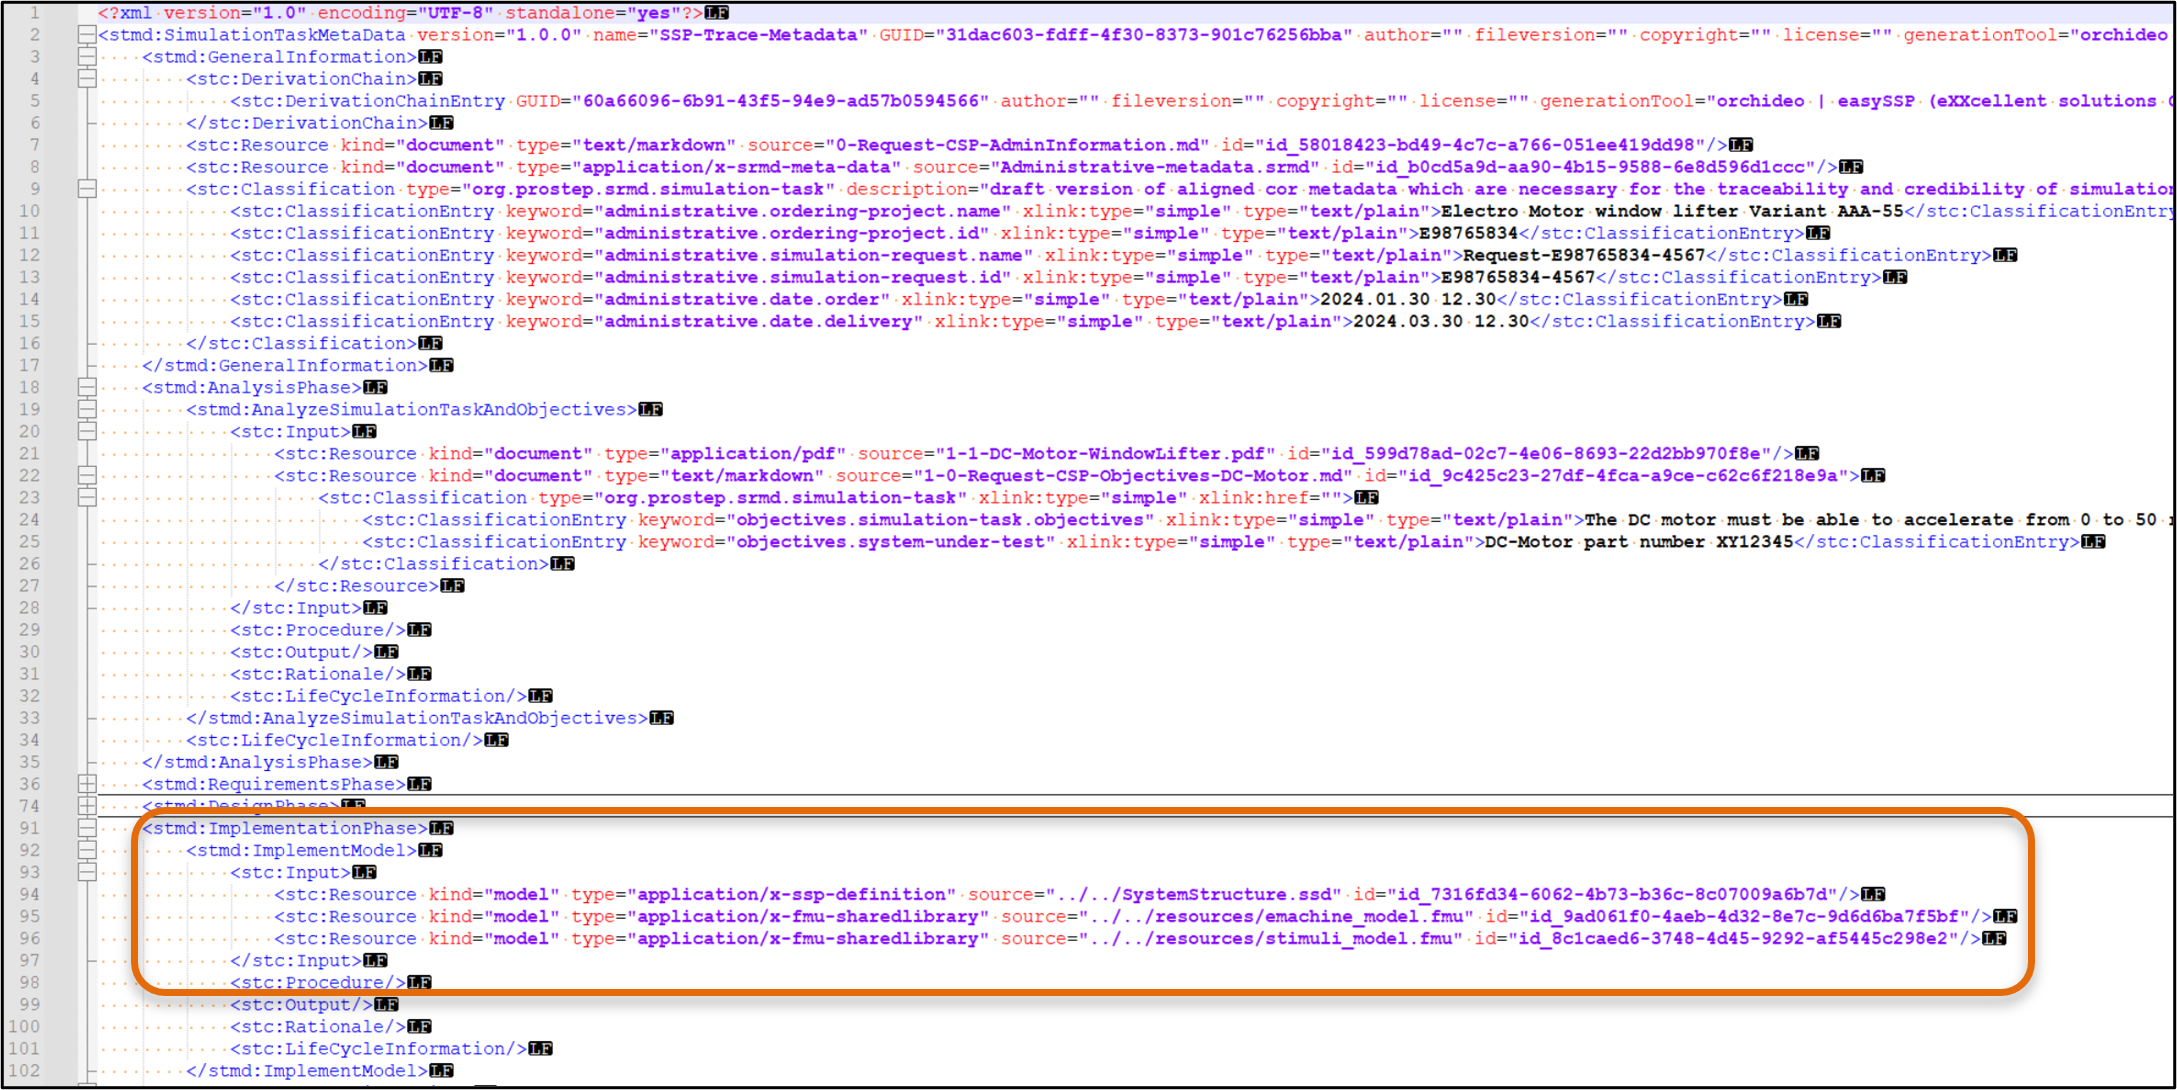 1 <?xml version="1.0" encoding="UTF-8" standalone="yes"?>LF
2 <stmd:SimulationTaskMetaData version="1.0.0" name="SSP-Trace-Metadata" GUID="31dac603-fdff-4f30-8373-901c76256bba" author="" fileversion="" copyright="" license="" generationTool="orchideo
3 <stmd:GeneralInformation>LF
4 <stc:DerivationChain>LF
5 <stc:DerivationChainEntry GUID="60a66096-6b91-43f5-94e9-ad57b0594566" author="" fileversion="" copyright="" license="" generationTool="orchideo | easySSP (eXXcellent solutions
6 </stc:DerivationChain>LF
7 <stc:Resource kind="document" type="text/markdown" source="0-Request-CSP-AdminInformation.md" id="id_58018423-bd49-4c7c-a766-051ee419dd98"/>LF
8 <stc:Resource kind="document" type="application/x-srmd-meta-data" source="Administrative-metadata.srmd" id="id_b0cd5a9d-aa90-4b15-9588-6e8d596d1ccc"/>LF
9 <stc:Classification type="org.prostep.srmd.simulation-task" description="draft version of aligned cor metadata which are necessary for the traceability and credibility of simulation
10 <stc:ClassificationEntry keyword="administrative.ordering-project.name" xlink:type="simple" type="text/plain">Electro Motor window lifter Variant AAA-55</stc:ClassificationEntry
11 <stc:ClassificationEntry keyword="administrative.ordering-project.id" xlink:type="simple" type="text/plain">E98765834</stc:ClassificationEntry>LF
12 <stc:ClassificationEntry keyword="administrative.simulation-request.name" xlink:type="simple" type="text/plain">Request-E98765834-4567</stc:ClassificationEntry>LF
13 <stc:ClassificationEntry keyword="administrative.simulation-request.id" xlink:type="simple" type="text/plain">E98765834-4567</stc:ClassificationEntry>LF
14 <stc:ClassificationEntry keyword="administrative.date.order" xlink:type="simple" type="text/plain">2024.01.30 12.30</stc:ClassificationEntry>LF
15 <stc:ClassificationEntry keyword="administrative.date.delivery" xlink:type="simple" type="text/plain">2024.03.30 12.30</stc:ClassificationEntry>LF
16 </stc:Classification>LF
17 </stmd:GeneralInformation>LF
18 <stmd:AnalysisPhase>LF
19 <stmd:AnalyzeSimulationTaskAndObjectives>LF
20 <stc:Input>LF
21 <stc:Resource kind="document" type="application/pdf" source="1-1-DC-Motor-WindowLifter.pdf" id="id_599d78ad-02c7-4e06-8693-22d2bb970f8e"/>LF
22 <stc:Resource kind="document" type="text/markdown" source="1-0-Request-CSP-Objectives-DC-Motor.md" id="id_9c425c23-27df-4fca-a9ce-c62c6f218e9a">LF
23 <stc:Classification type="org.prostep.srmd.simulation-task" xlink:type="simple" xlink:href="">LF
24 <stc:ClassificationEntry keyword="objectives.simulation-task.objectives" xlink:type="simple" type="text/plain">The DC motor must be able to accelerate from 0 to 50
25 <stc:ClassificationEntry keyword="objectives.system-under-test" xlink:type="simple" type="text/plain">DC-Motor part number XY12345</stc:ClassificationEntry>LF
26 </stc:Classification>LF
27 </stc:Resource>LF
28 </stc:Input>LF
29 <stc:Procedure/>LF
30 <stc:Output/>LF
31 <stc:Rationale/>LF
32 <stc:LifeCycleInformation/>LF
33 </stmd:AnalyzeSimulationTaskAndObjectives>LF
34 <stc:LifeCycleInformation/>LF
35 </stmd:AnalysisPhase>LF
36 <stmd:RequirementsPhase>LF
74 <stmd:DesignPhase>LF
91 <stmd:ImplementationPhase>LF
92 <stmd:ImplementModel>LF
93 <stc:Input>LF
94 <stc:Resource kind="model" type="application/x-ssp-definition" source="../../SystemStructure.ssd" id="id_7316fd34-6062-4b73-b36c-8c07009a6b7d"/>LF
95 <stc:Resource kind="model" type="application/x-fmu-sharedlibrary" source="../../resources/emachine_model.fmu" id="id_9ad061f0-4aeb-4d32-8e7c-9d6d6ba7f5bf"/>LF
96 <stc:Resource kind="model" type="application/x-fmu-sharedlibrary" source="../../resources/stimuli_model.fmu" id="id_8c1caed6-3748-4d45-9292-af5445c298e2"/>LF
97 </stc:Input>LF
98 <stc:Procedure/>LF
99 <stc:Output/>LF
100 <stc:Rationale/>LF
101 <stc:LifeCycleInformation/>LF
102 </stmd:ImplementModel>LF